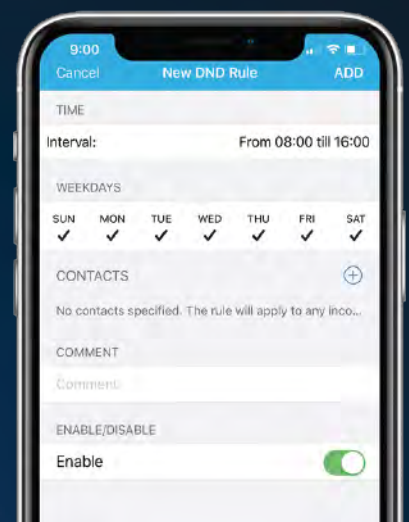 9:00
Cancel New DND Rule ADD
TIME
Interval: From 08:00 till 16:00
WEEKDAYS
SUN MON TUE WED THU FRI SAT
CONTACTS
No contacts specified. The rule will apply to any inco...
COMMENT
Comment
ENABLE/DISABLE
Enable